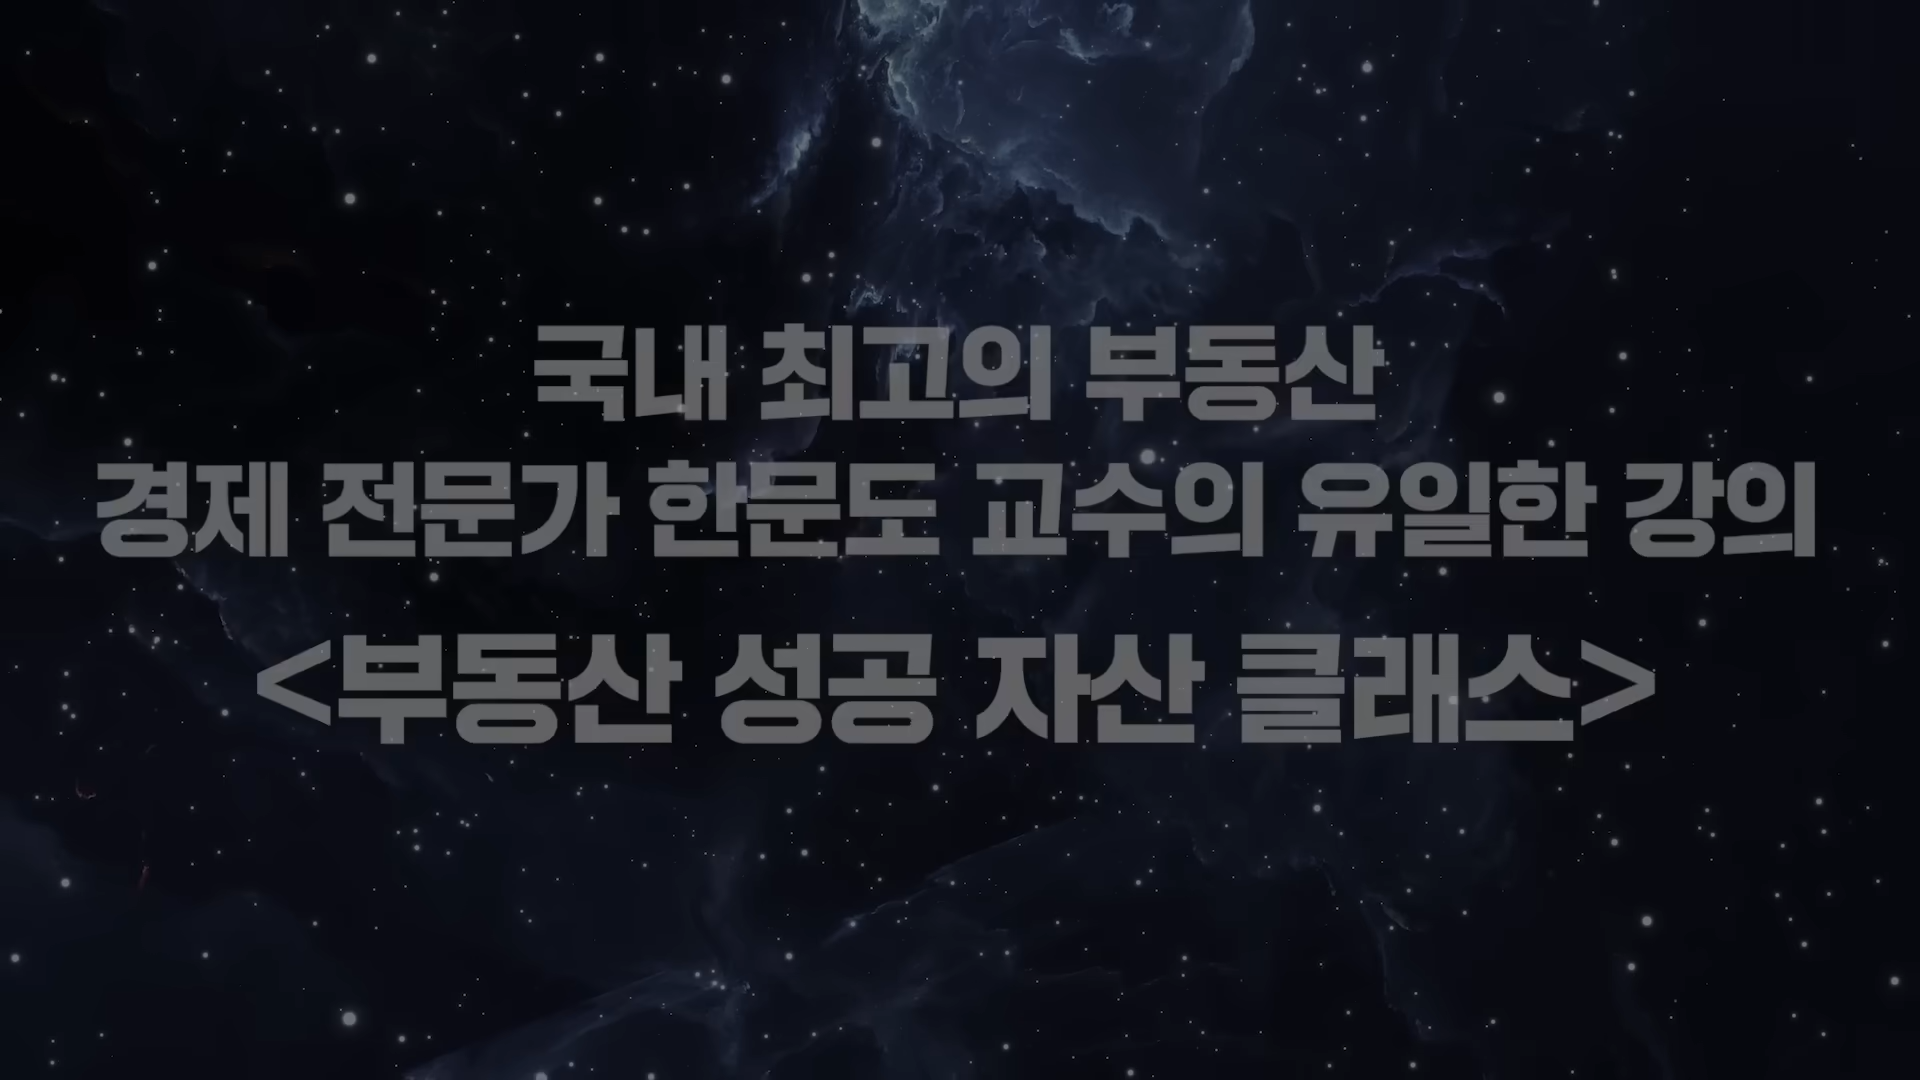 국내 최고의 부동산
경제 전문가 한문도 교수의 유일한 강의
<부동산 성공 자산 클래스>